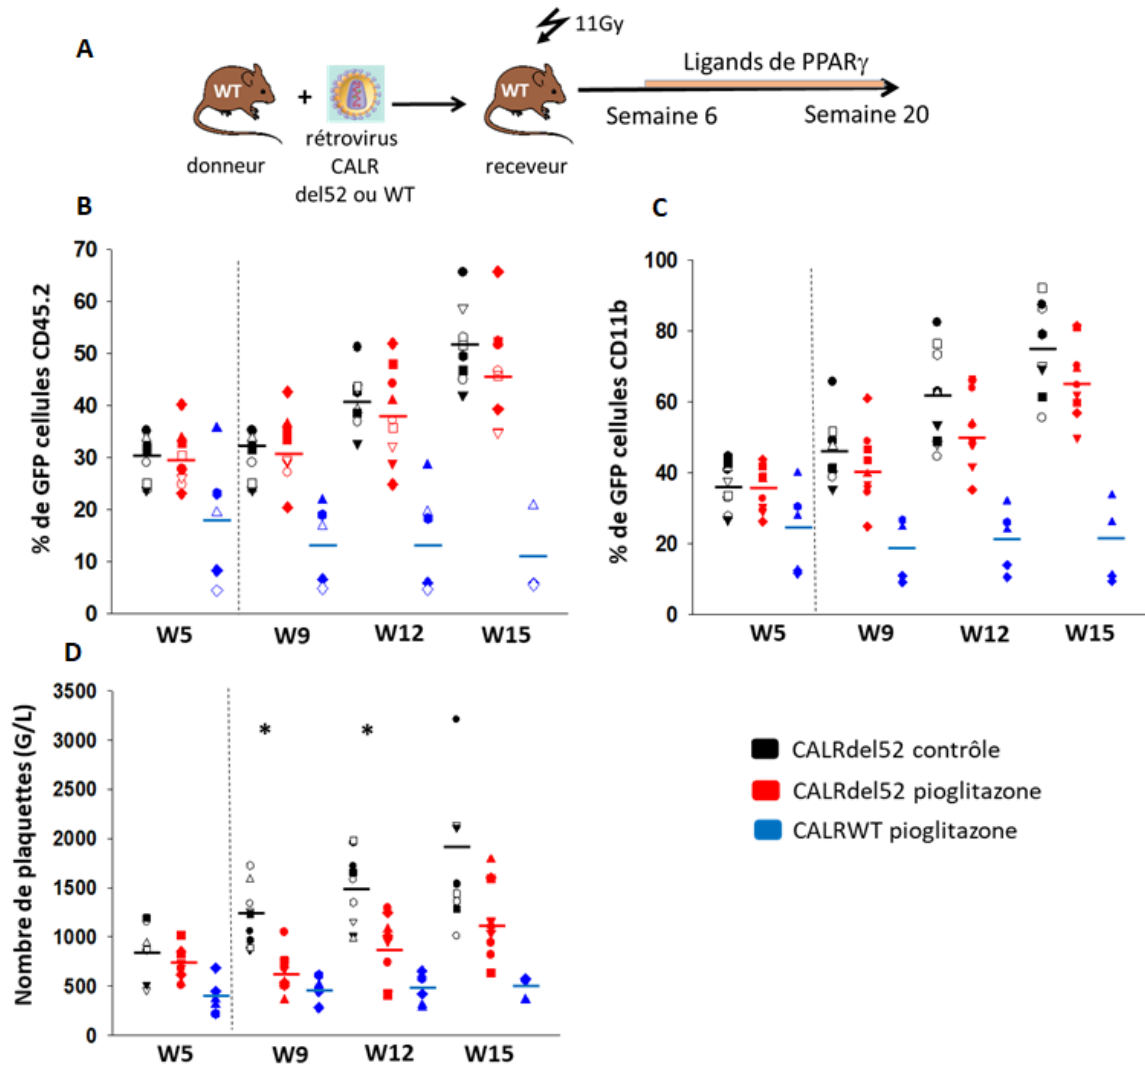 A
11Gy
WT
+
WT
Ligands de PPARγ
Semaine 6
Semaine 20
donneur
rétrovirus
CALR
del52 ou WT
receveur
B
% de GFP cellules CD45.2
70
60
50
40
30
20
10
0
W5
W9
W12
W15
C
% de GFP cellules CD11b
100
80
60
40
20
0
W5
W9
W12
W15
D
Nombre de plaquettes (G/L)
3500
3000
2500
2000
1500
1000
500
0
*
*
W5
W9
W12
W15
CALRdel52 contrôle
CALRdel52 pioglitazone
CALRWT pioglitazone